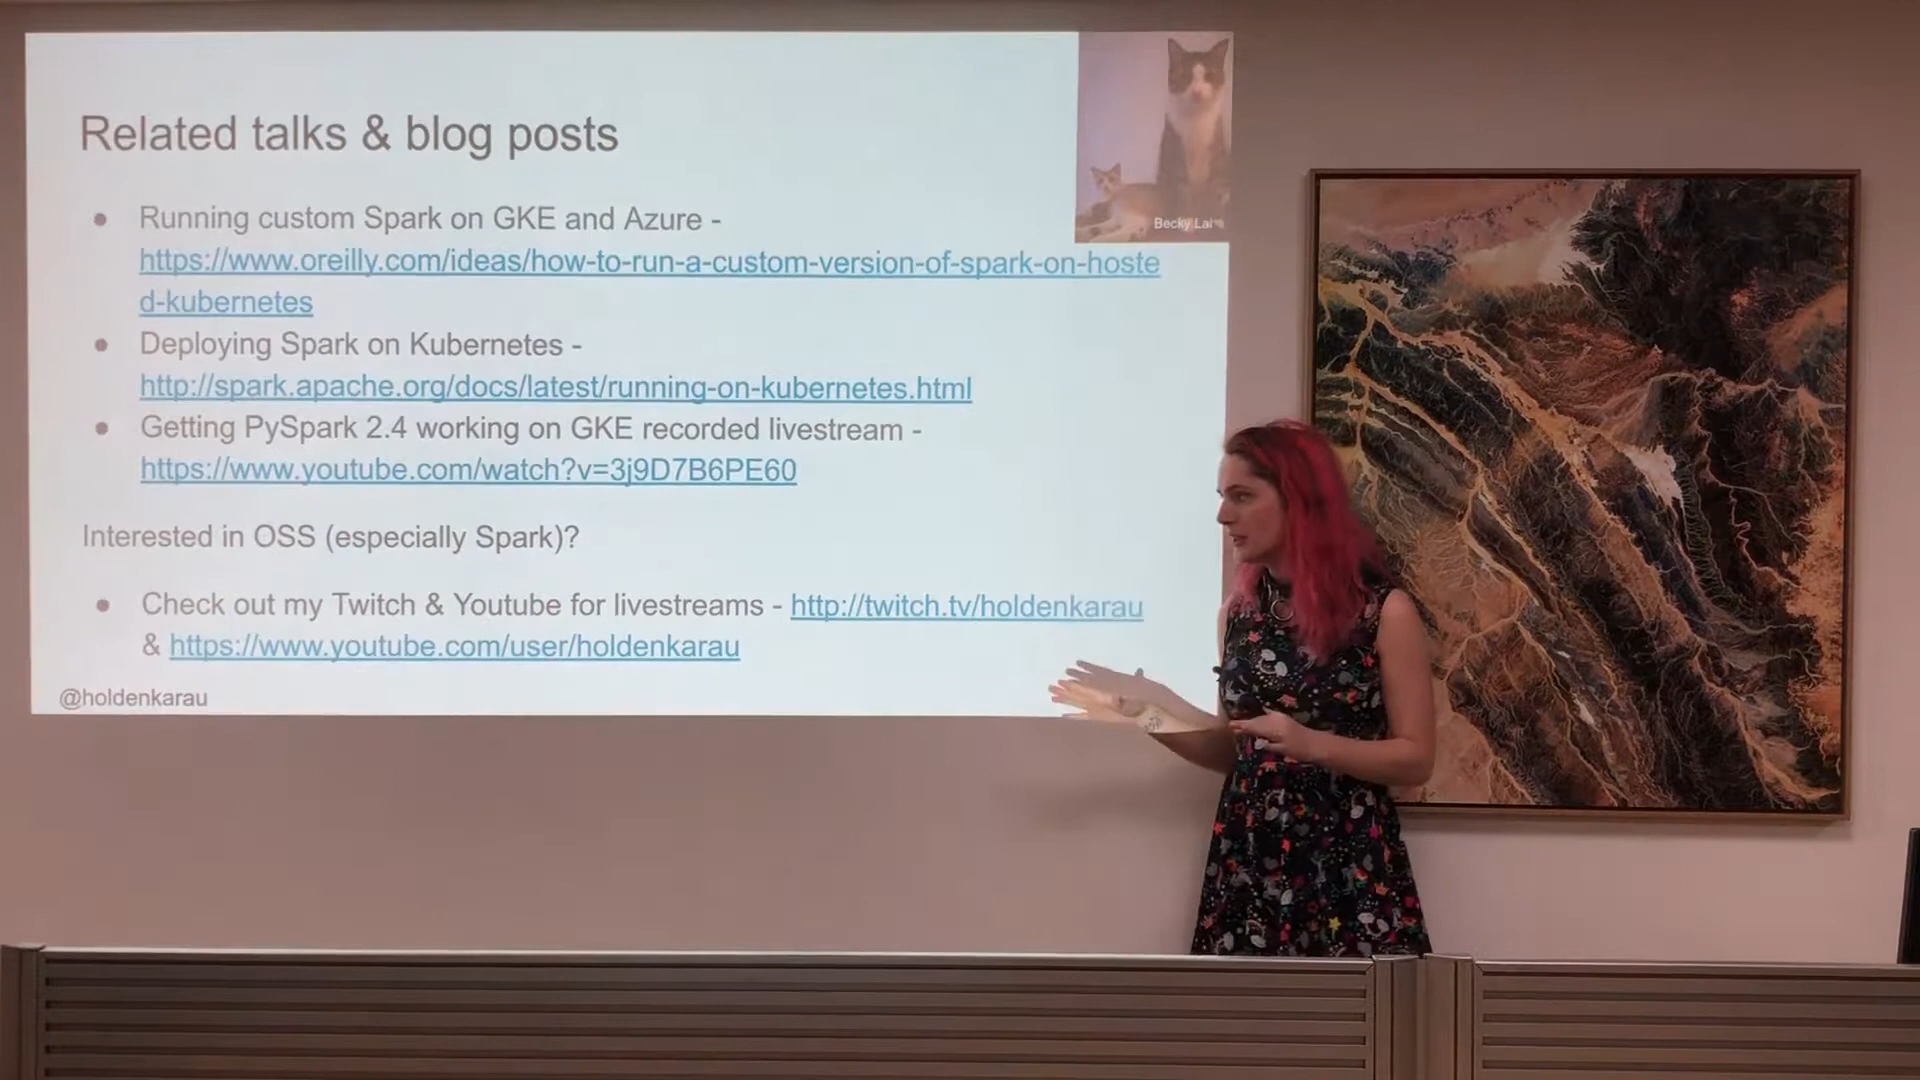 Related talks & blog posts
Becky Lai
● Running custom Spark on GKE and Azure -
https://www.oreilly.com/ideas/how-to-run-a-custom-version-of-spark-on-hoste
d-kubernetes
● Deploying Spark on Kubernetes -
http://spark.apache.org/docs/latest/running-on-kubernetes.html
● Getting PySpark 2.4 working on GKE recorded livestream -
https://www.youtube.com/watch?v=3j9D7B6PE60
Interested in OSS (especially Spark)?
● Check out my Twitch & Youtube for livestreams - http://twitch.tv/holdenkarau
& https://www.youtube.com/user/holdenkarau
@holdenkarau